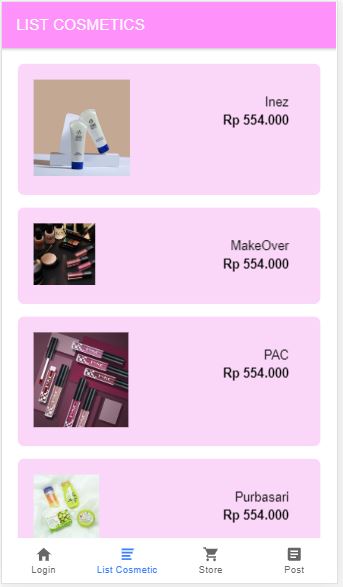 LIST COSMETICS
Inez
Rp 554.000
MakeOver
Rp 554.000
PAC
Rp 554.000
Purbasari
Rp 554.000
Login
List Cosmetic
Store
Post